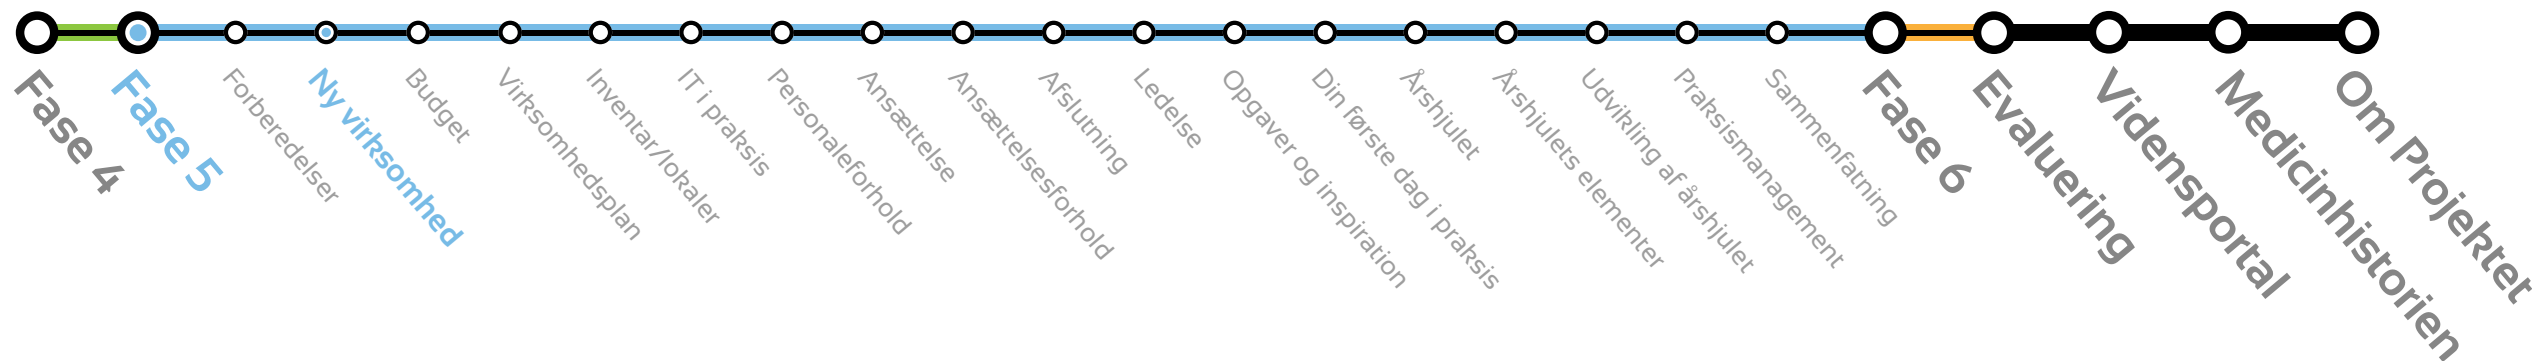 Fase 4
Fase 5
Forberedelser
Ny virksomhed
Budget
Virksomhedsplan
Inventar/lokaler
IT i praksis
Personaleforhold
Ansættelse
Ansættelsesforhold
Afslutning
Ledelse
Opgaver og inspiration
Din første dag i praksis
Årshjulet
Årshjulets elementer
Udvikling af årshjulet
Praksismanagement
Sammenfatning
Fase 6
Evaluering
Vidensportal
Medicinhistorien
Om Projektet